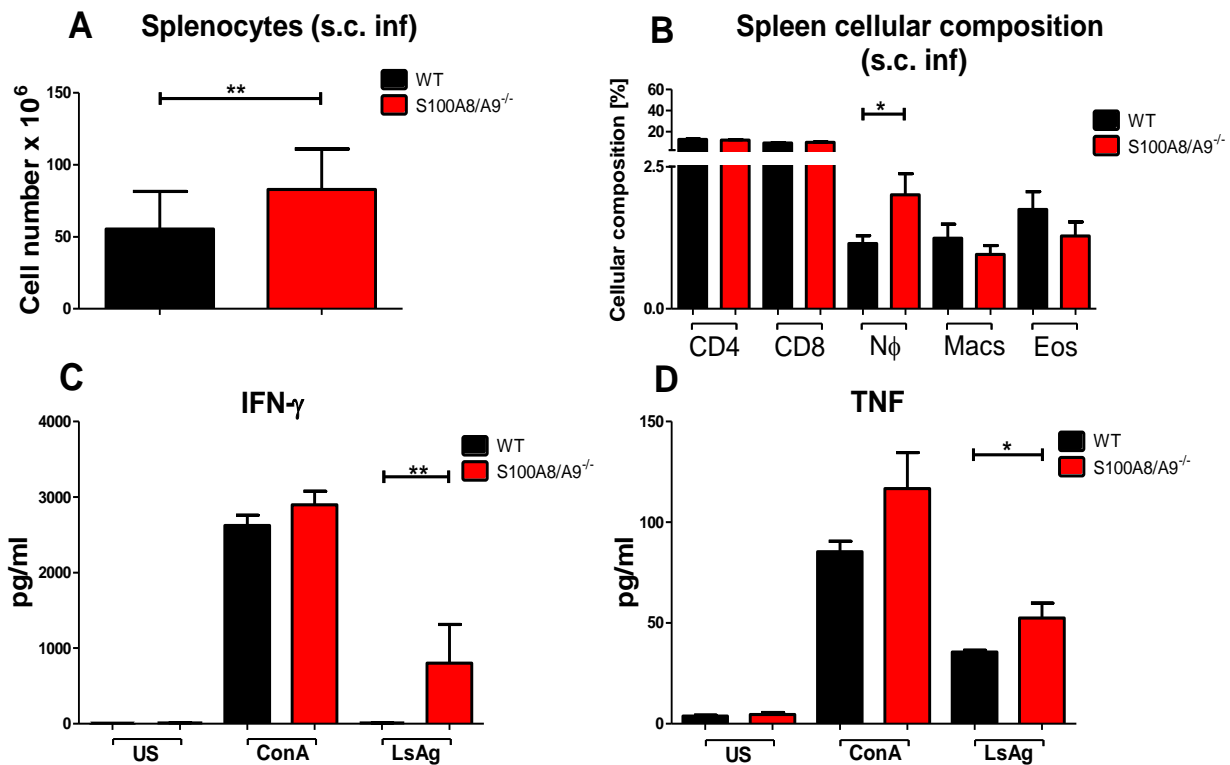 A Splenocytes (s.c. inf)
WT
S100A8/A9-/-
Cell number x 10⁶
150
100
50
0
**
B Spleen cellular composition
(s.c. inf)
WT
S100A8/A9-/-
Cellular composition [%]
60
20
2.5
0.0
*
CD4 CD8 Nϕ Macs Eos
C IFN-γ
WT
S100A8/A9-/-
pg/ml
4000
3000
2000
1000
0
**
US ConA LsAg
D TNF
WT
S100A8/A9-/-
pg/ml
150
100
50
0
*
US ConA LsAg